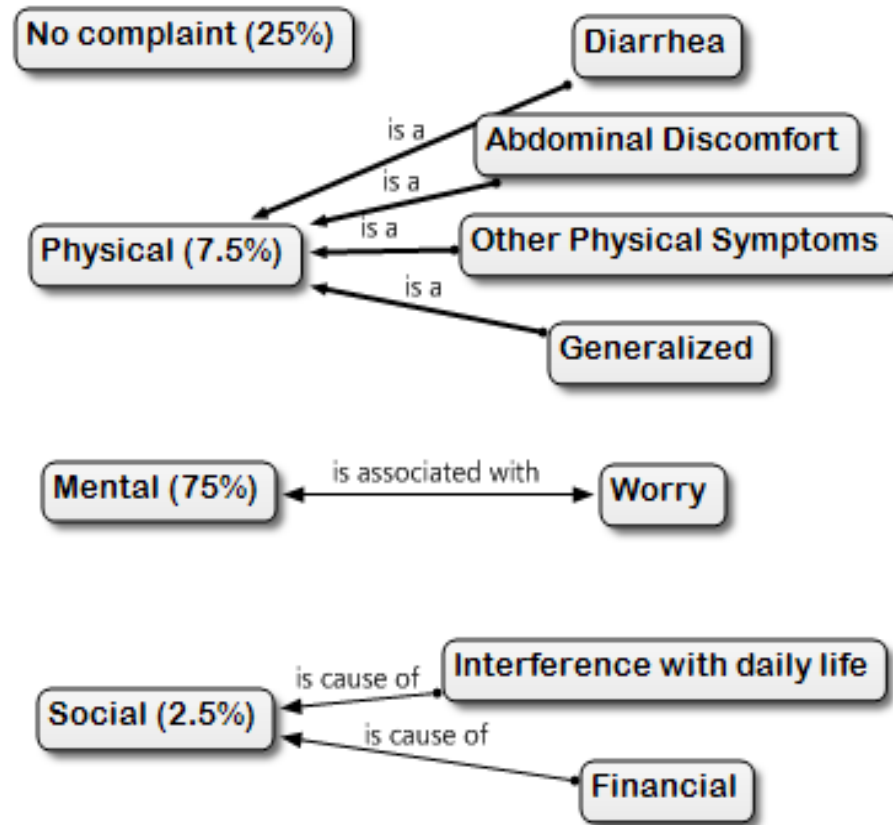 No complaint (25%)
Diarrhea
is a
Abdominal Discomfort
is a
Physical (7.5%)
is a
Other Physical Symptoms
is a
Generalized
Mental (75%)
is associated with
Worry
Interference with daily life
is cause of
Social (2.5%)
is cause of
Financial